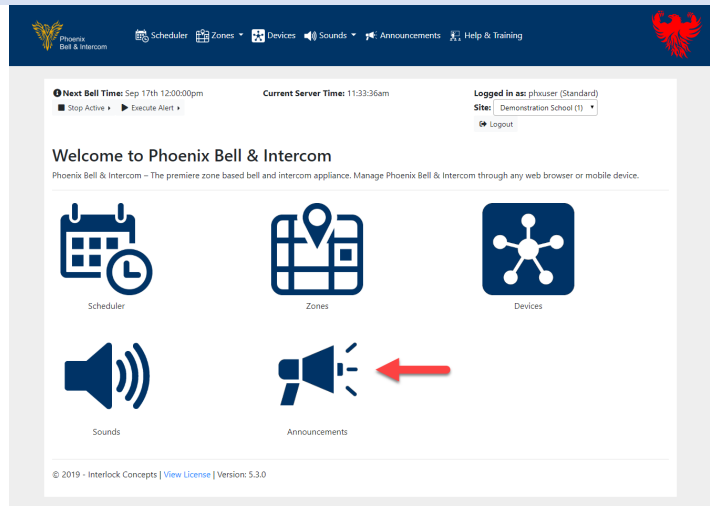 Phoenix
Bell & Intercom
Scheduler Zones Devices Sounds Announcements Help & Training
Next Bell Time: Sep 17th 12:00:00pm Current Server Time: 11:33:36am Logged in as: phxuser (Standard)
Stop Active Execute Alert Site: Demonstration School (1)
Logout
Welcome to Phoenix Bell & Intercom
Phoenix Bell & Intercom – The premiere zone based bell and intercom appliance. Manage Phoenix Bell & Intercom through any web browser or mobile device.
Scheduler Zones Devices
Sounds Announcements
© 2019 - Interlock Concepts | View License | Version: 5.3.0